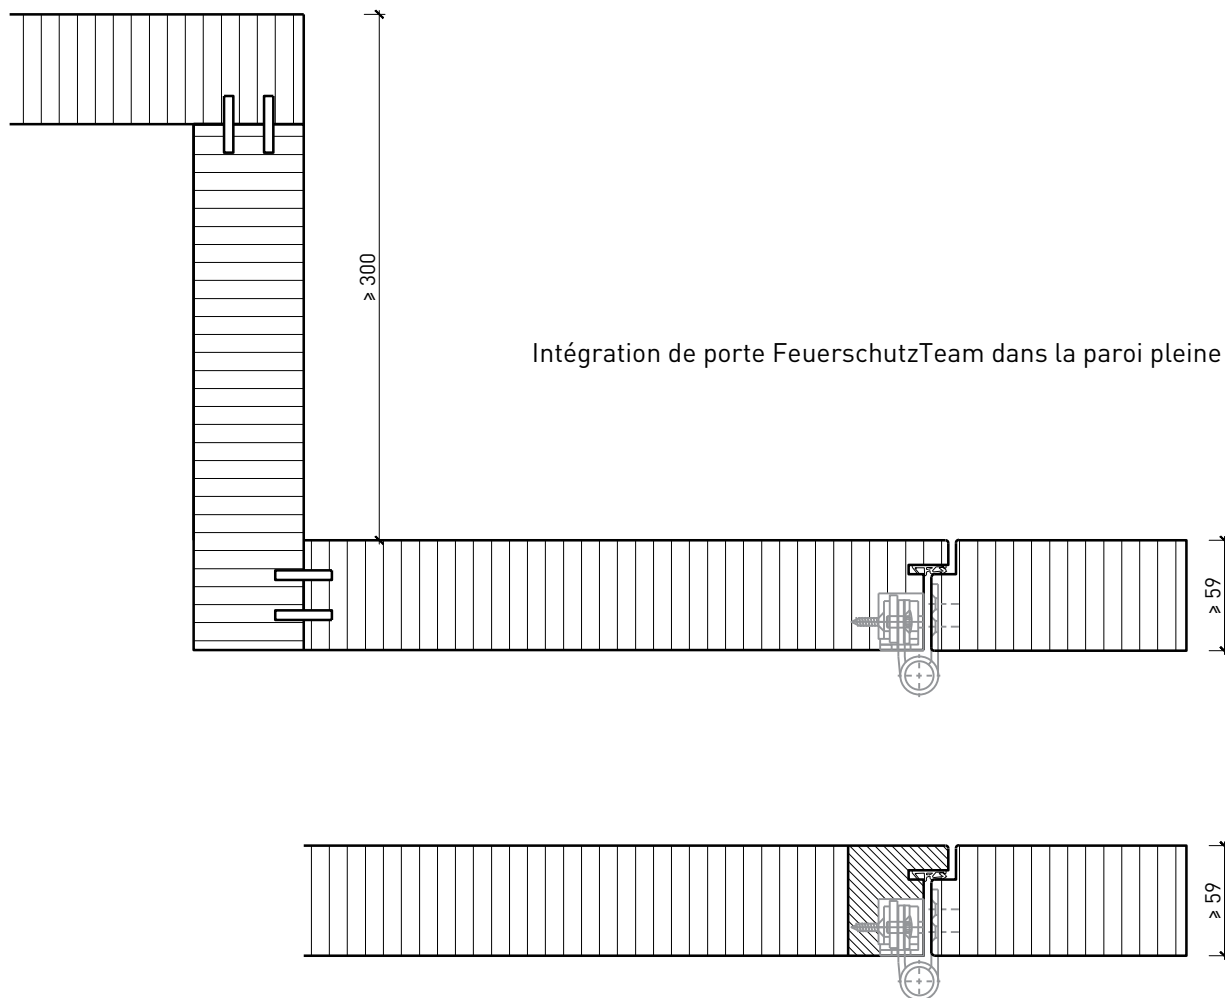 ⩾ 300
Intégration de porte FeuerschutzTeam dans la paroi pleine
⩾ 59
⩾ 59